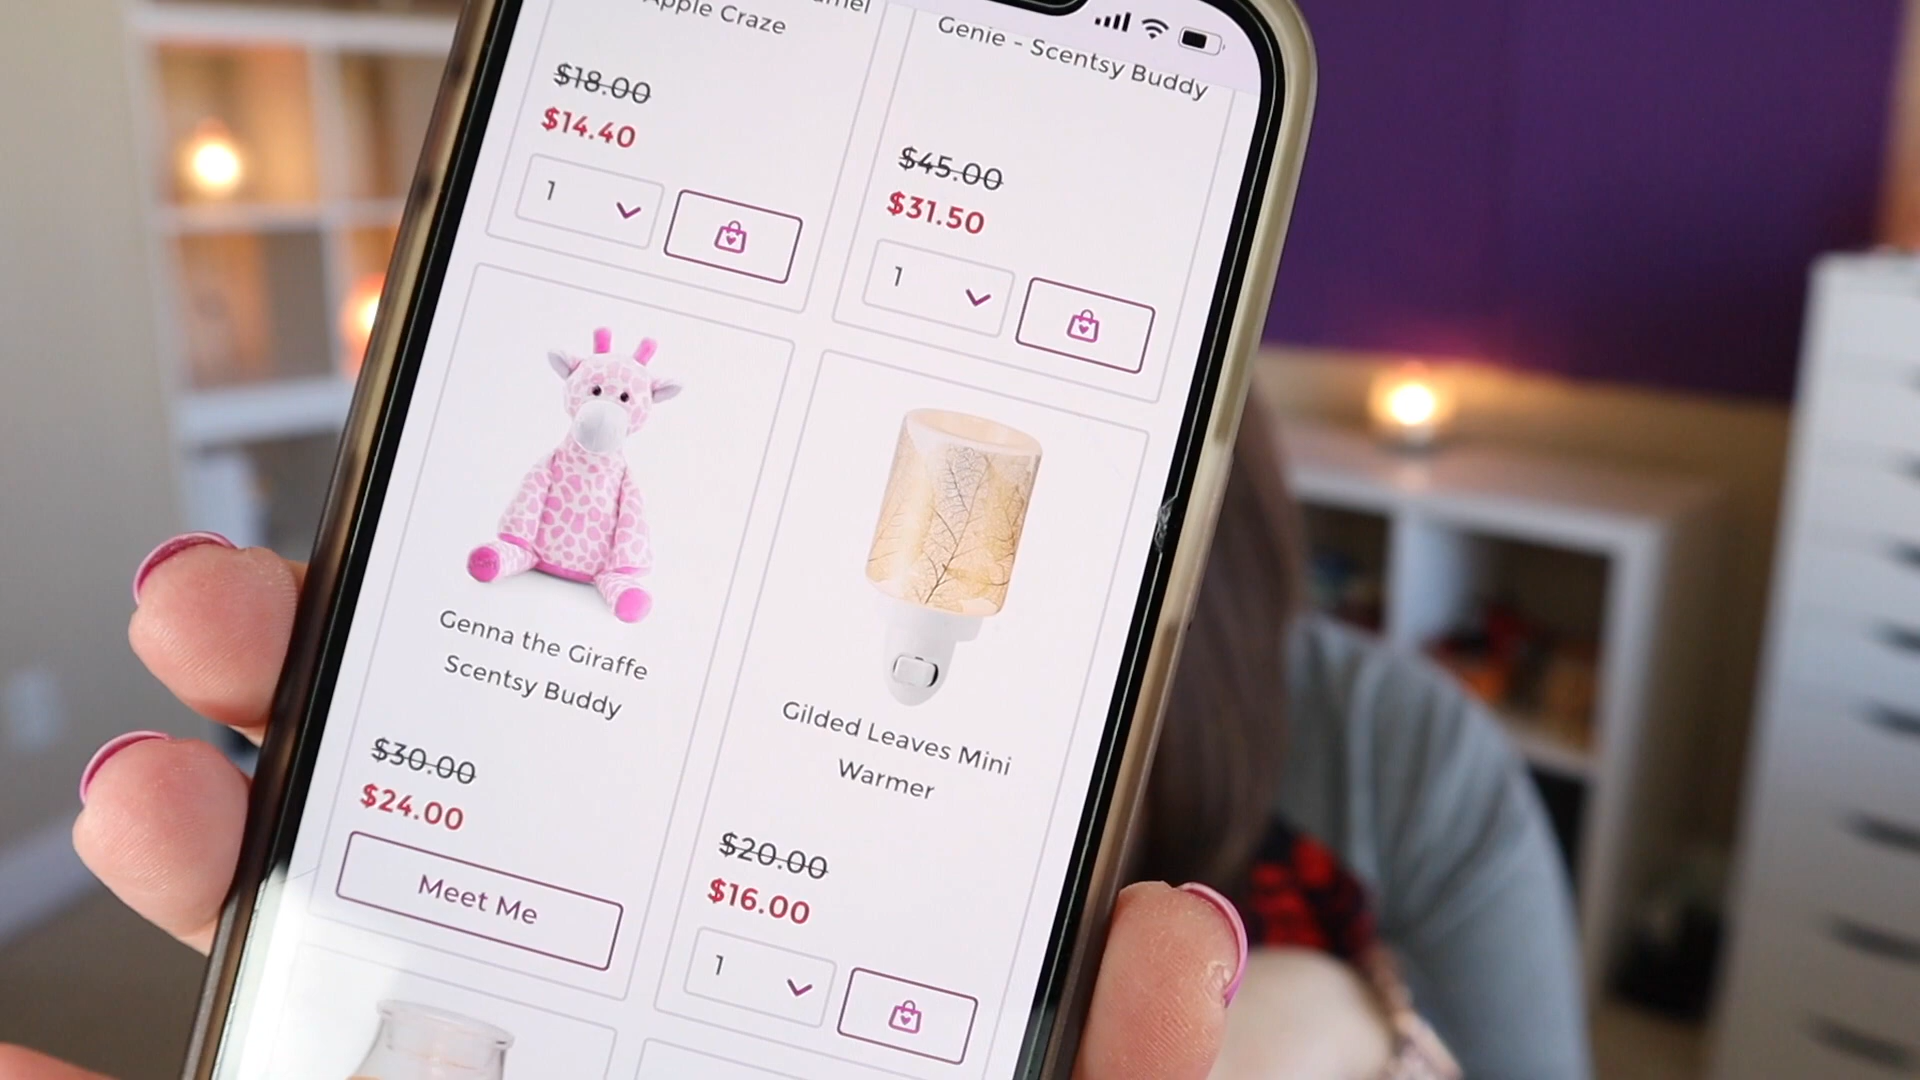 Apple Craze
$18.00
$14.40
1
Genie - Scentsy Buddy
$45.00
$31.50
1
Genna the Giraffe
Scentsy Buddy
$30.00
$24.00
Meet Me
Gilded Leaves Mini
Warmer
$20.00
$16.00
1